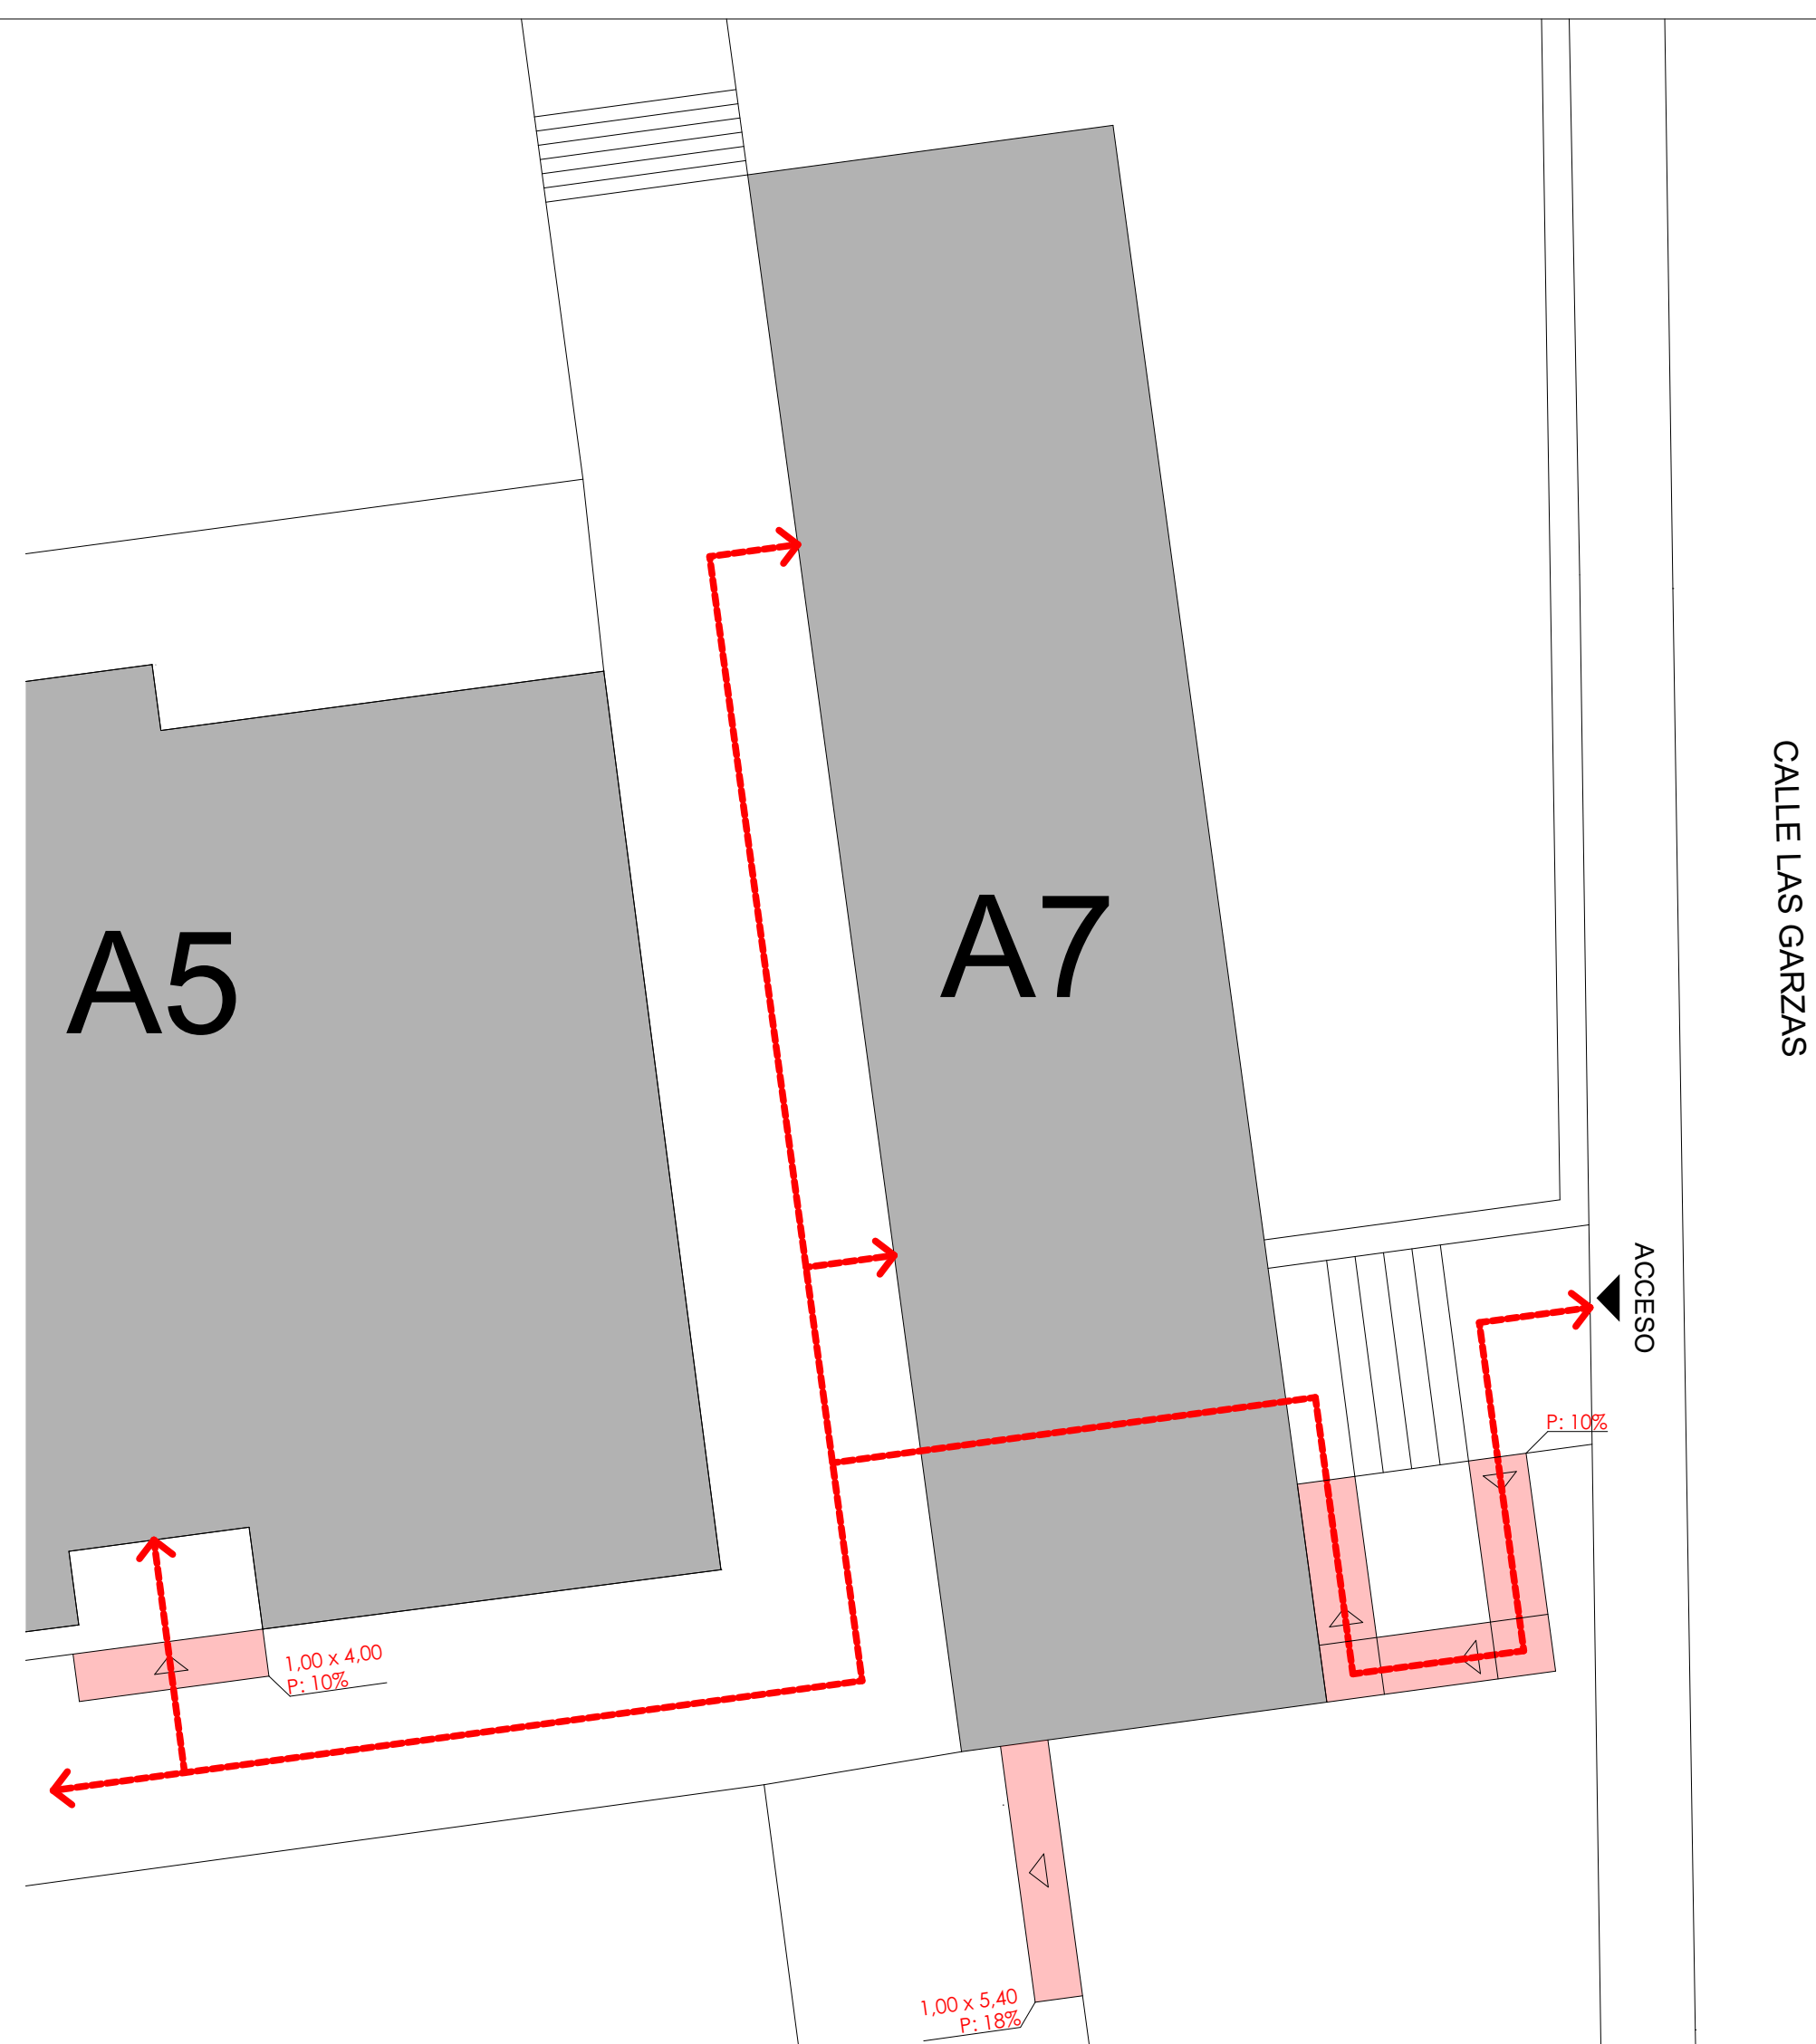 CALLE LAS GARZAS
A7
A5
ACCESO
P: 10%
1,00 x 4,00
P: 10%
1,00 x 5,40
P: 18%